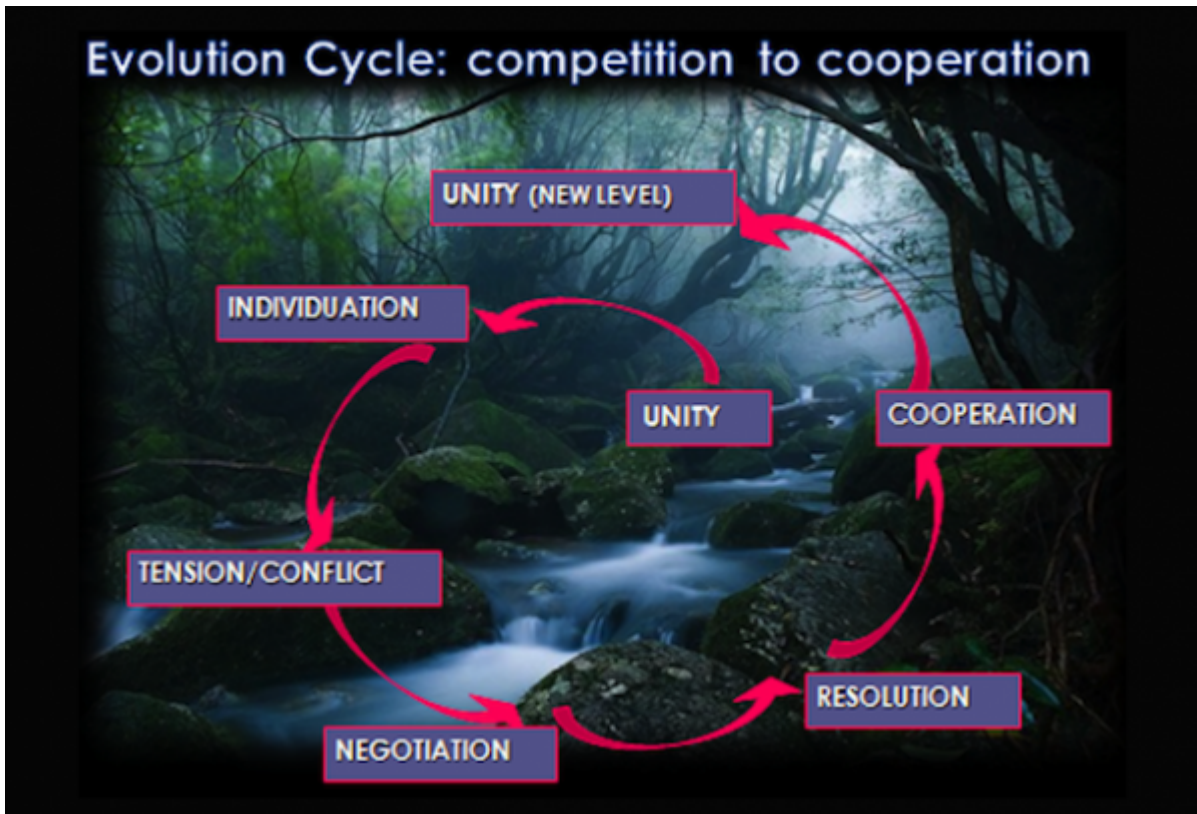 Evolution Cycle: competition to cooperation
UNITY (NEW LEVEL)
INDIVIDUATION
UNITY
COOPERATION
TENSION/CONFLICT
RESOLUTION
NEGOTIATION